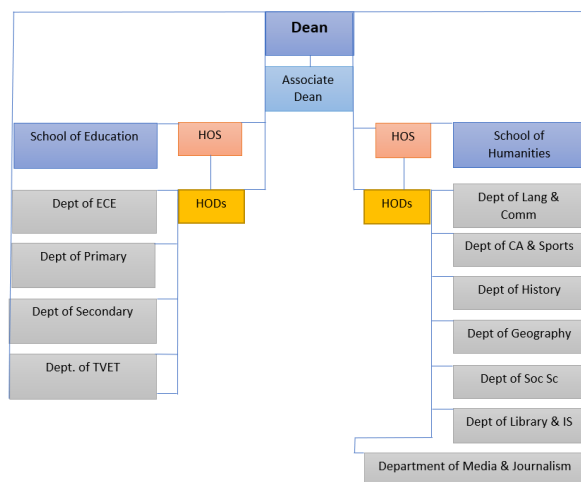 Dean
Associate
Dean
School of Education
HOS
HOS
School of
Humanities
Dept of ECE
HODs
HODs
Dept of Lang &
Comm
Dept of Primary
Dept of CA & Sports
Dept of Secondary
Dept of History
Dept. of TVET
Dept of Geography
Dept of Soc Sc
Dept of Library & IS
Department of Media & Journalism